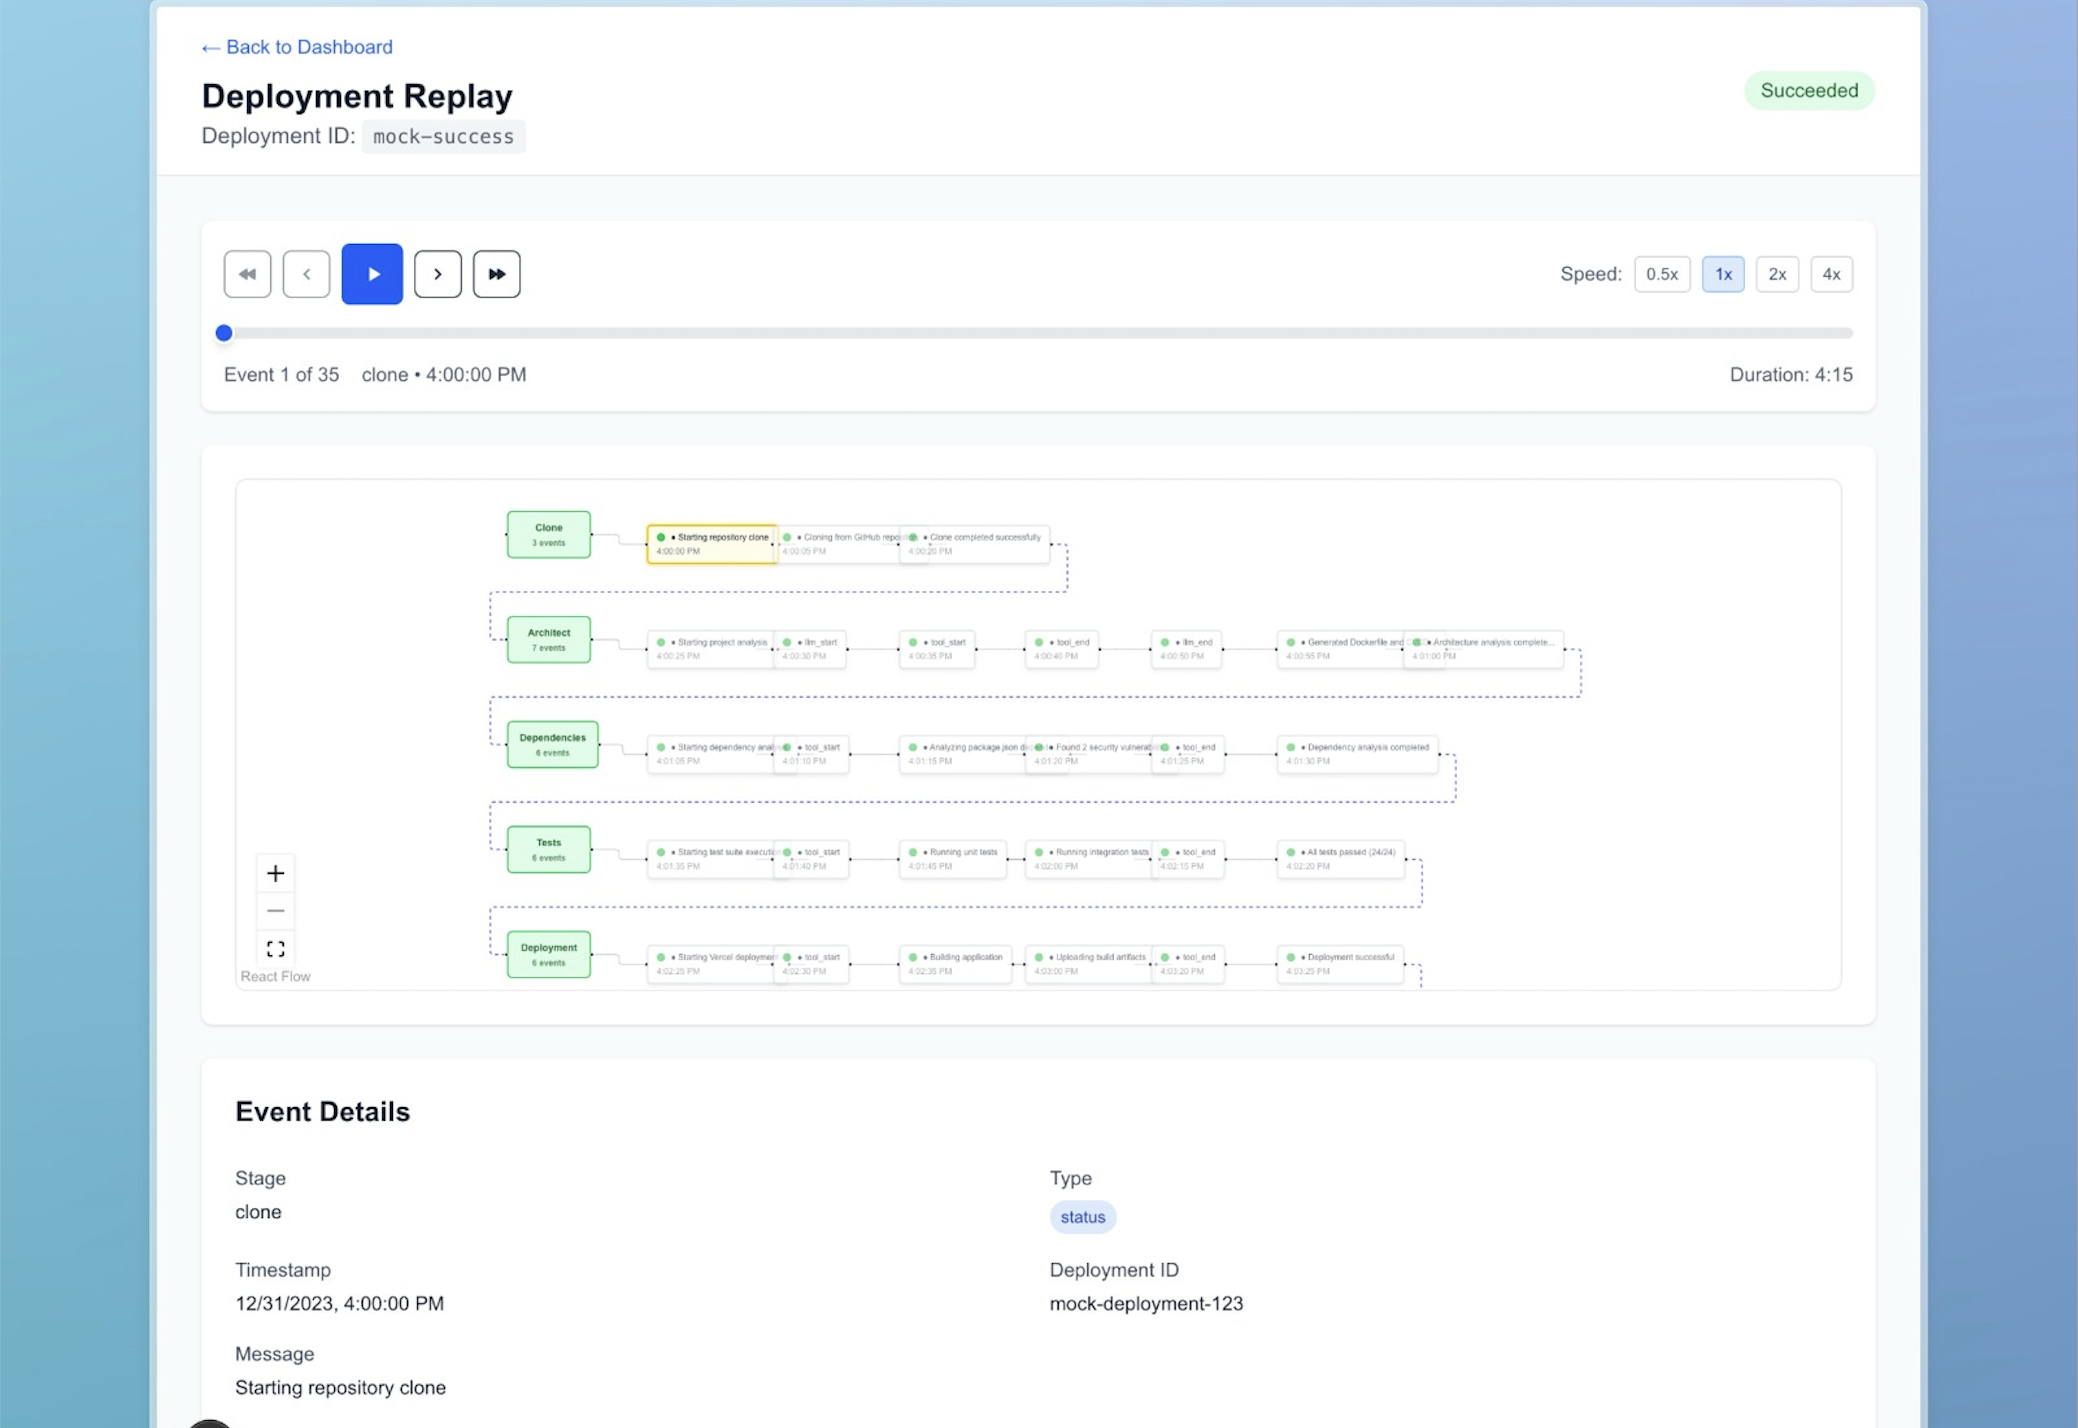 ← Back to Dashboard
Deployment Replay
Succeeded
Deployment ID: mock-success
Speed: 0.5x 1x 2x 4x
Event 1 of 35 clone • 4:00:00 PM
Duration: 4:15
Clone
3 events
• Starting repository clone
4:00:00 PM
• Cloning from GitHub
4:00:05 PM
• Clone completed successfully
4:00:20 PM
Architect
7 events
• Starting project analysis
4:00:25 PM
• llm_start
4:00:30 PM
• tool_start
4:00:35 PM
• tool_end
4:00:40 PM
• llm_end
4:00:50 PM
• Generated Dockerfile and
4:00:55 PM
• Architecture analysis complete...
4:01:00 PM
Dependencies
6 events
• Starting dependency
4:01:05 PM
• tool_start
4:01:10 PM
• Analyzing package.json
4:01:15 PM
• Found 2 security
4:01:20 PM
• tool_end
4:01:25 PM
• Dependency analysis completed
4:01:30 PM
Tests
6 events
• Starting test suite
4:01:35 PM
• tool_start
4:01:40 PM
• Running unit tests
4:01:45 PM
• Running integration tests
4:02:00 PM
• tool_end
4:02:15 PM
• All tests passed (24/24)
4:02:20 PM
Deployment
6 events
• Starting Vercel
4:02:25 PM
• tool_start
4:02:30 PM
• Building application
4:02:35 PM
• Uploading build artifacts
4:03:00 PM
• tool_end
4:03:20 PM
• Deployment successful
4:03:25 PM
React Flow
Event Details
Stage
clone
Type
status
Timestamp
12/31/2023, 4:00:00 PM
Deployment ID
mock-deployment-123
Message
Starting repository clone